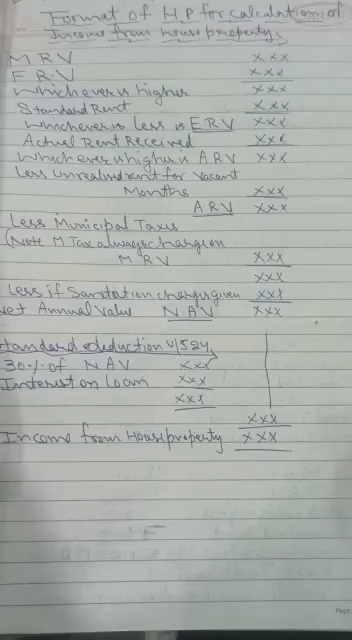 Format of H.P for calculation of
Income from house property.
M R V xxx
F R V xxx
Whichever is higher xxx
Standard Rent xxx
Whichever is Less is ERV xxx
Actual Rent Received xxx
Whichever is higher is ARV xxx
Less unrealised rent for vacant
Months xxx
ARV xxx
Less Municipal Taxes
(Note M Tax always charge on
M RV xxx
xxx
Less if Sanitation charges given xxx
Net Annual Value NAV xxx
Standard deduction u/s 24
30% of NAV xxx
Interest on loan xxx
xxx
xxx
Income from House property xxx
Page